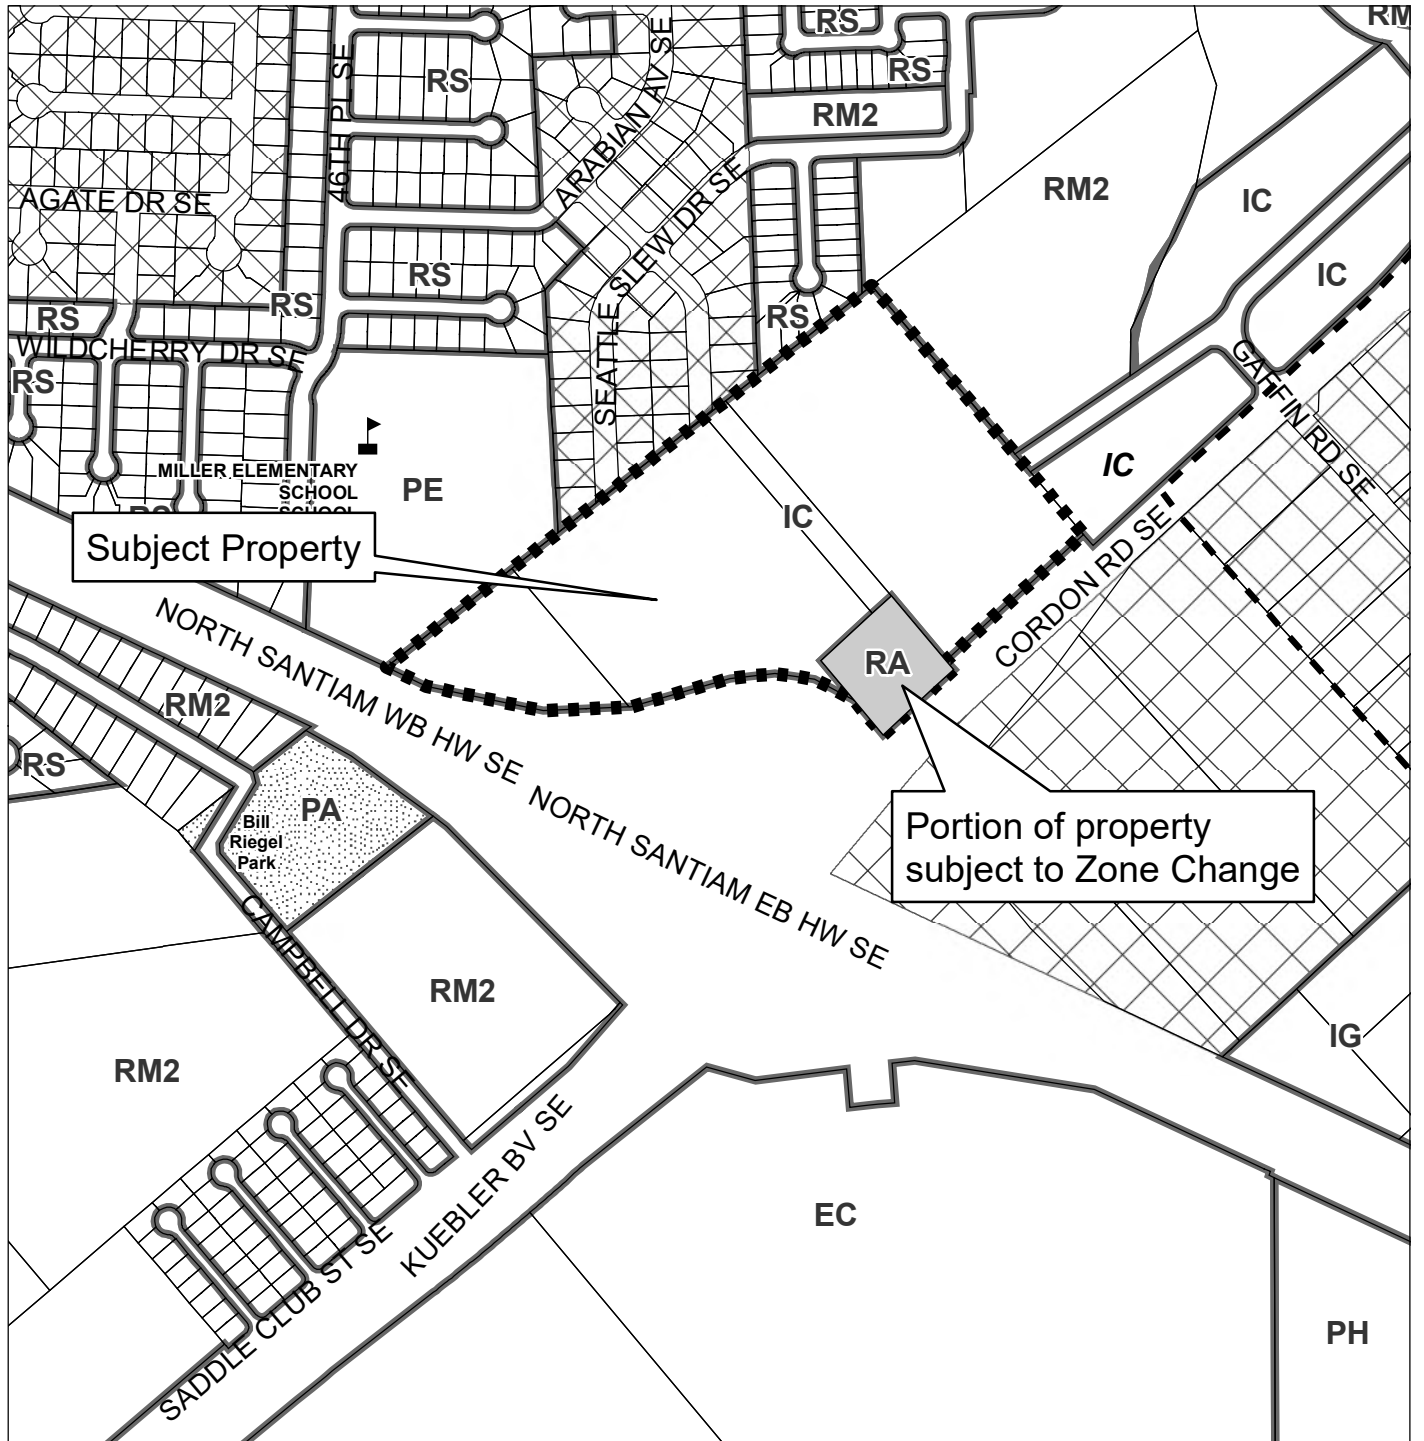 RM
RS
RS
RS
RM2
46TH PL SE
ARABIAN AV SE
AGATE DR SE
RM2
IC
SEATTLE SLEW DR SE
RS
IC
RS
RS
RS
WILDCHERRY DR SE
RS
GAFFIN RD SE
MILLER ELEMENTARY
SCHOOL
SCHOOL
PE
IC
IC
RS
Subject Property
CORDON RD SE
NORTH SANTIAM WB HW SE
RA
RM2
RS
PA
Bill
Riegel
Park
NORTH SANTIAM EB HW SE
Portion of property
subject to Zone Change
CAMPBELL DR SE
RM2
RM2
IG
KUEBLER BV SE
SADDLE CLUB ST SE
EC
PH